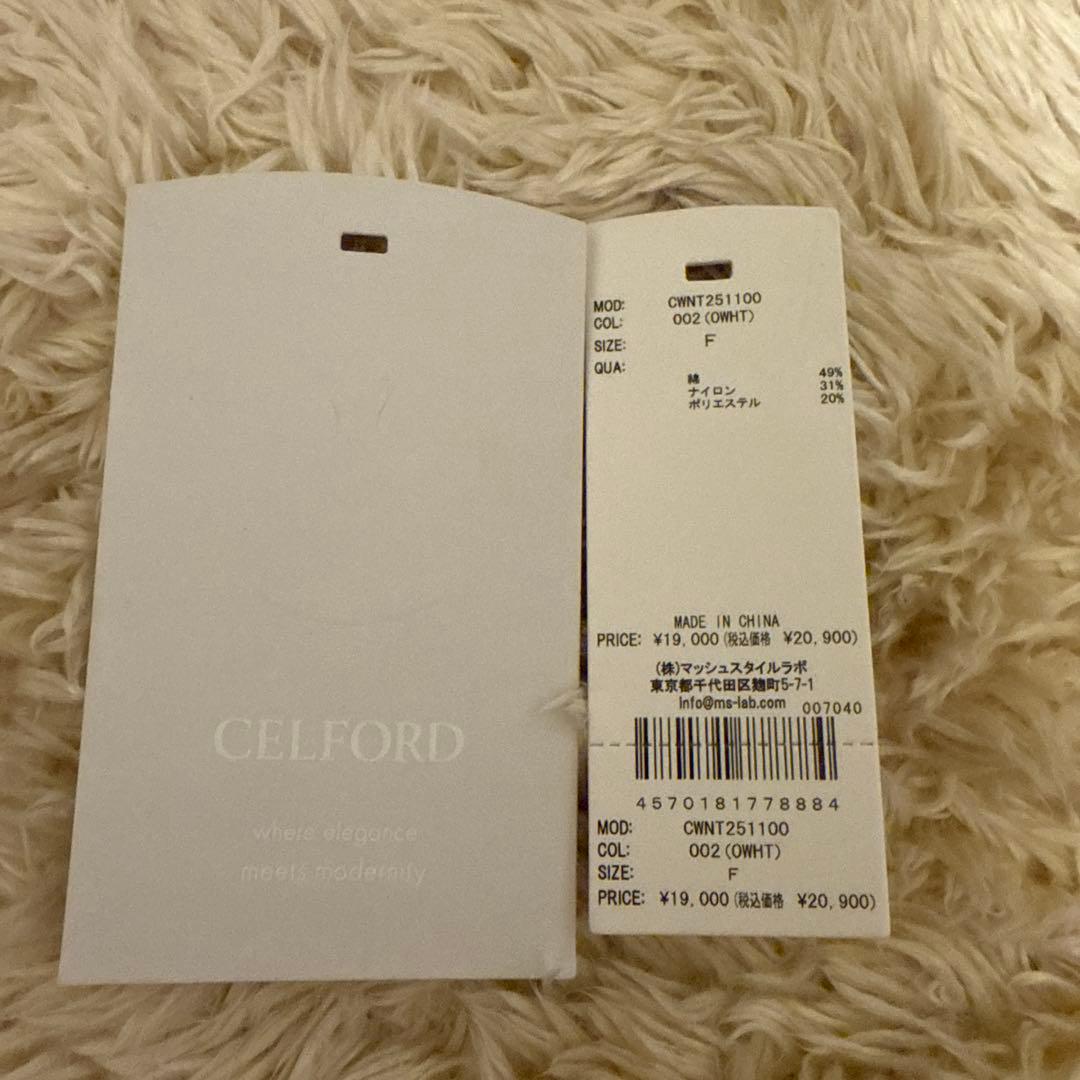 CELFORD
where elegance
meets modernity
MOD: CWNT251100
COL: 002(OWHT)
SIZE: F
QUA:
綿 49%
ナイロン 31%
ポリエステル 20%
MADE IN CHINA
PRICE: ¥19,000(税込価格 ¥20,900)
(株)マッシュスタイルラボ
東京都千代田区麹町5-7-1
info@ms-lab.com
007040
4570181778884
MOD: CWNT251100
COL: 002(OWHT)
SIZE: F
PRICE: ¥19,000(税込価格 ¥20,900)